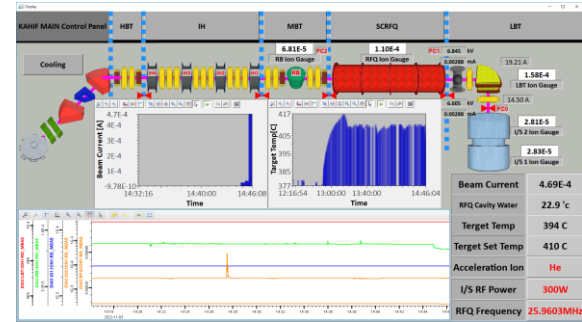 Display
KAHIF MAIN Control Panel
HBT
IH
MBT
SCRFQ
LBT
Cooling
6.81E-5
PC2
RB Ion Gauge
1.10E-4
RFQ Ion Gauge
PC1
6.845 kV
0.00288 mA
19.21 A
1.58E-4
LBT Ion Gauge
6.605 kV
0.00288 mA
14.50 A
PC0
2.81E-5
I/S 2 Ion Gauge
2.83E-5
I/S 1 Ion Gauge
RB
Beam Current [A]
4.7E-4
4E-4
3E-4
2E-4
1E-4
-9.78E-10
14:32:16
14:40:00
14:46:08
Time
Target Temp[C]
417
405
395
385
377
12:16:54
13:00:00
14:00:00
14:46:08
Time
Beam Current
4.69E-4
RFQ Cavity Water
22.9 'c
Terget Temp
394 C
Terget Set Temp
410 C
Acceleration Ion
He
I/S RF Power
300W
RFQ Frequency
25.9603MHz